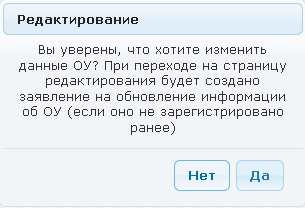 Редактирование
Вы уверены, что хотите изменить
данные ОУ? При переходе на страницу
редактирования будет создано
заявление на обновление информации
об ОУ (если оно не зарегистрировано
ранее)
Нет Да